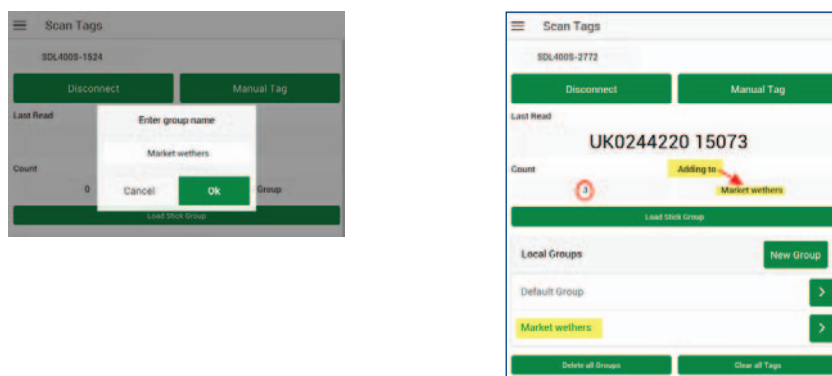 Scan Tags
SDL400S-1524
Disconnect Manual Tag
Last Read
Enter group name
Market wethers
Count
0 Cancel Ok Group
Load Stick Group
Scan Tags
SDL400S-2772
Disconnect Manual Tag
Last Read
UK0244220 15073
Count Adding to
3 Market wethers
Load Stick Group
Local Groups New Group
Default Group >
Market wethers >
Delete all Groups Clear all Tags